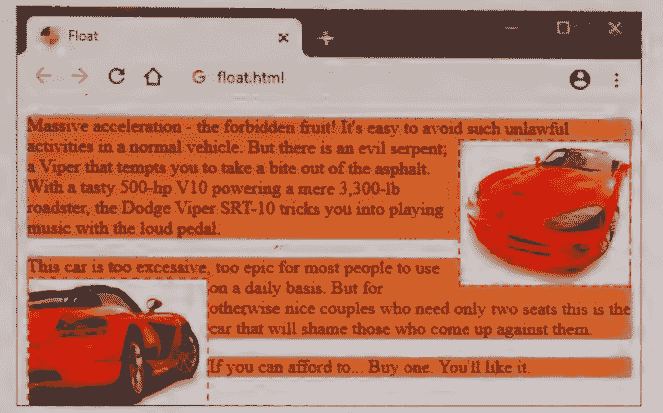 Float
float.html
Massive acceleration - the forbidden fruit! It's easy to avoid such unlawful
activities in a normal vehicle. But there is an evil serpent;
a Viper that tempts you to take a bite out of the asphalt.
With a tasty 500-hp V10 powering a mere 3,300-lb
roadster, the Dodge Viper SRT-10 tricks you into playing
music with the loud pedal.
This car is too excessive, too epic for most people to use
on a daily basis. But for
otherwise nice couples who need only two seats this is the
car that will shame those who come up against them.
If you can afford to... Buy one. You'll like it.